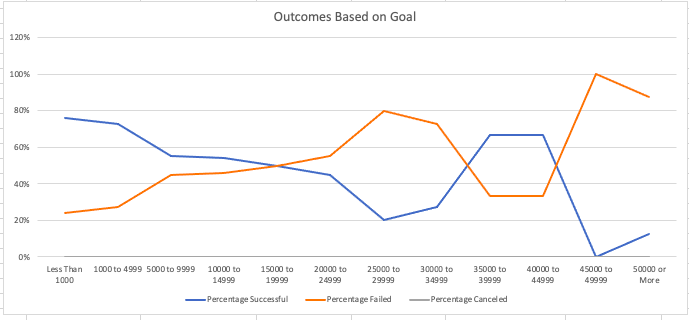 Outcomes Based on Goal
120%
100%
80%
60%
40%
20%
0%
Less Than 1000 to 4999 5000 to 9999 10000 to 15000 to 20000 to 25000 to 30000 to 35000 to 40000 to 45000 to 50000 or
1000 14999 19999 24999 29999 34999 39999 44999 49999 More
Percentage Successful Percentage Failed Percentage Canceled